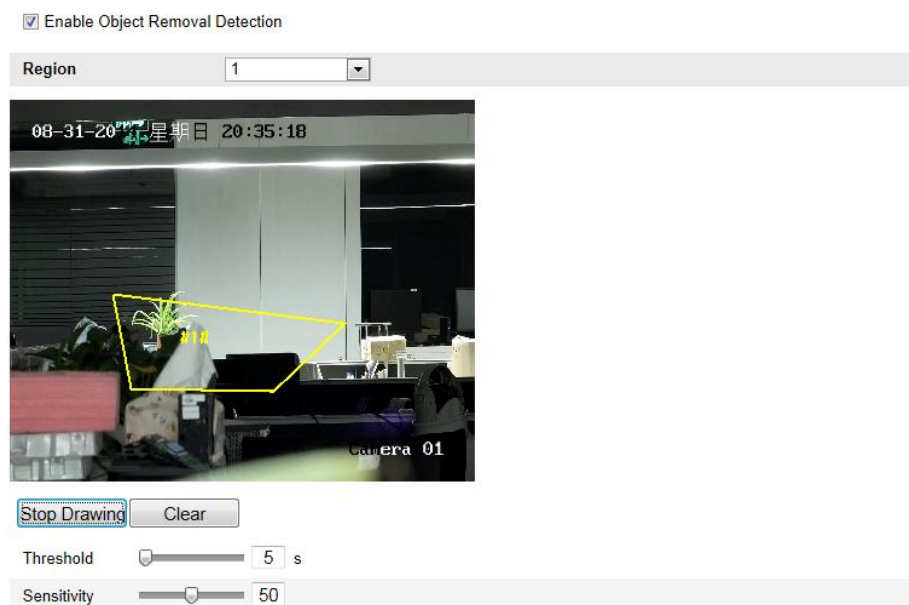 Enable Object Removal Detection
Region 1
08-31-20 星期日 20:35:18
#1#
Camera 01
Stop Drawing Clear
Threshold 5 s
Sensitivity 50